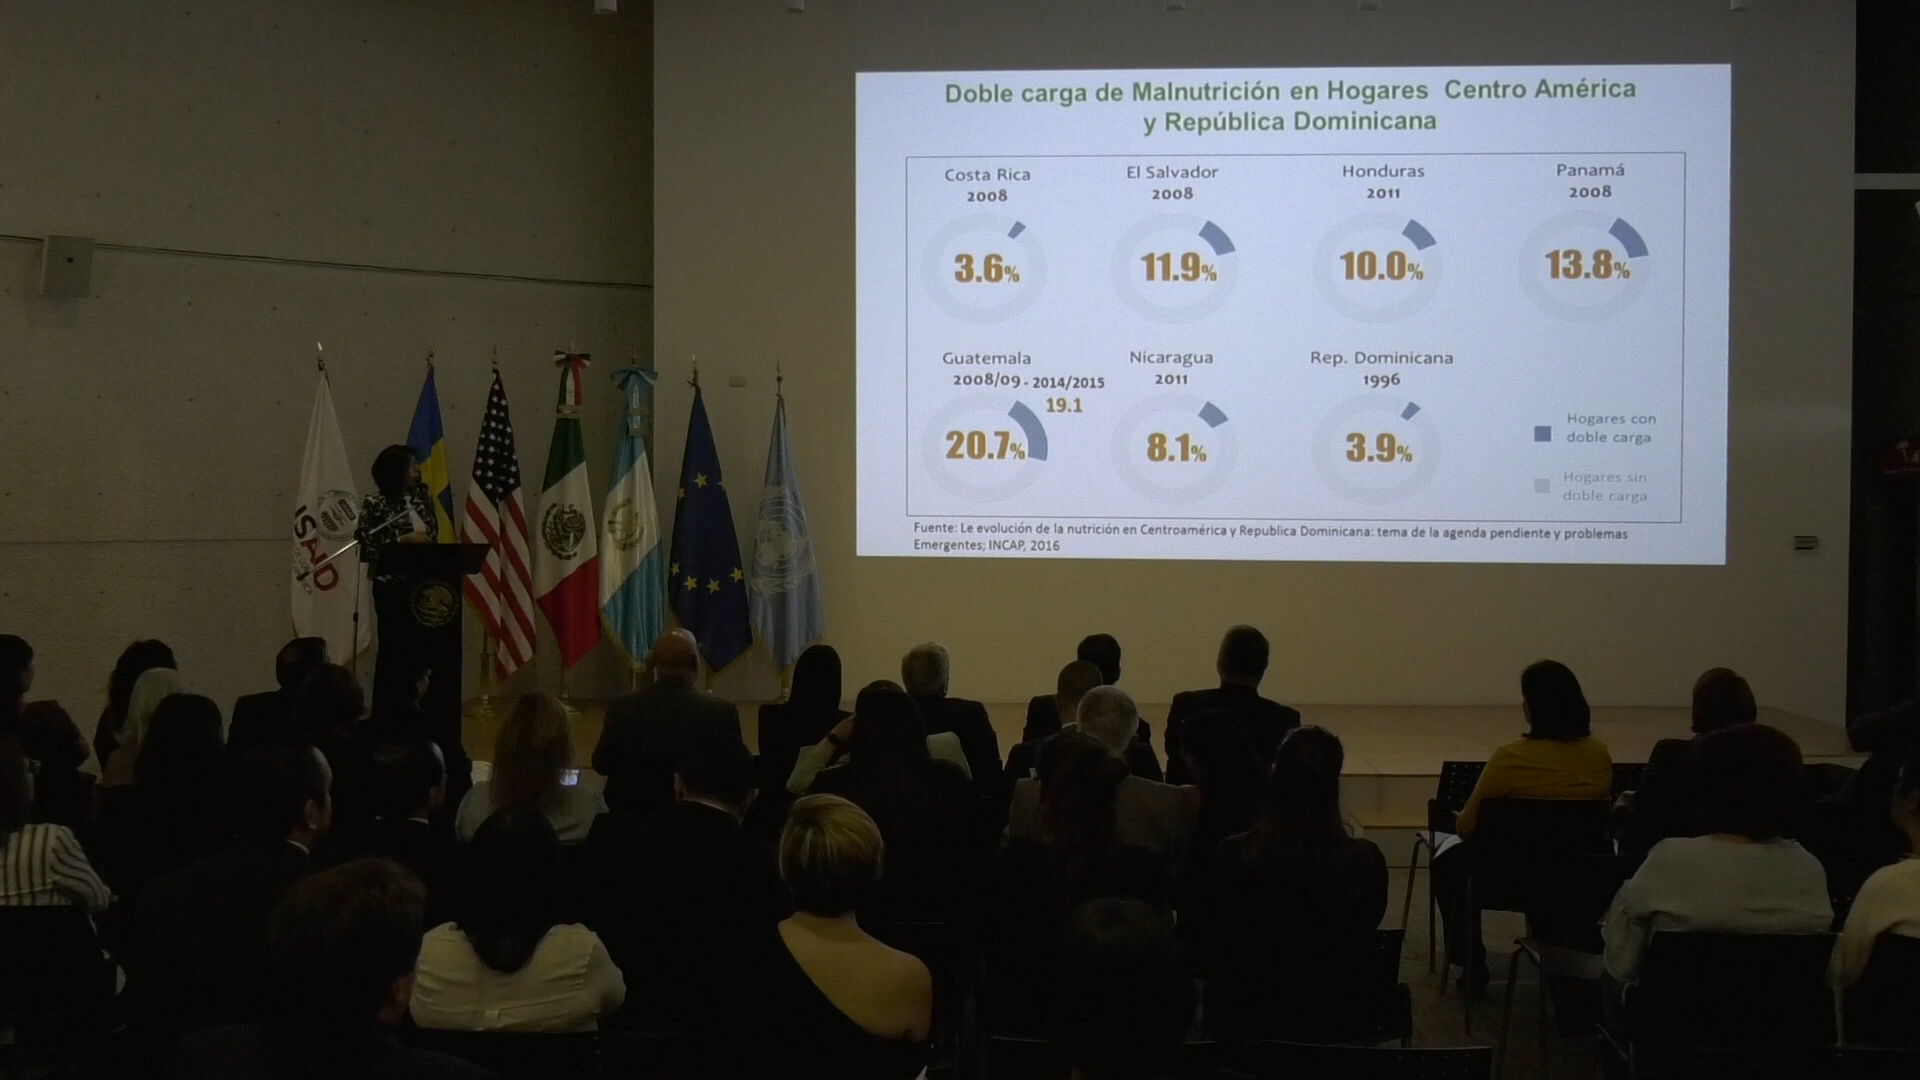 Doble carga de Malnutrición en Hogares Centro América
y República Dominicana
Costa Rica
2008
3.6%
El Salvador
2008
11.9%
Honduras
2011
10.0%
Panamá
2008
13.8%
Guatemala
2008/09 - 2014/2015
19.1
20.7%
Nicaragua
2011
8.1%
Rep. Dominicana
1996
3.9%
Hogares con
doble carga
Hogares sin
doble carga
Fuente: Le evolución de la nutrición en Centroamérica y Republica Dominicana: tema de la agenda pendiente y problemas
Emergentes; INCAP, 2016
USAID